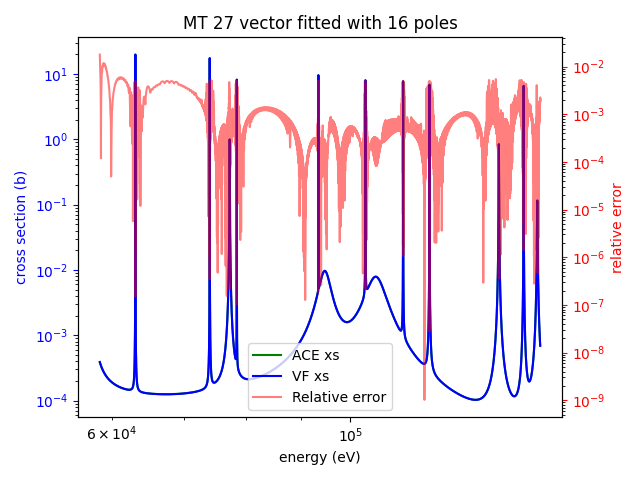 MT 27 vector fitted with 16 poles
cross section (b)
10¹
10⁰
10⁻¹
10⁻²
10⁻³
10⁻⁴
10⁻²
10⁻³
10⁻⁴
10⁻⁵
10⁻⁶
10⁻⁷
10⁻⁸
10⁻⁹
relative error
ACE xs
VF xs
Relative error
6 × 10⁴
10⁵
energy (eV)